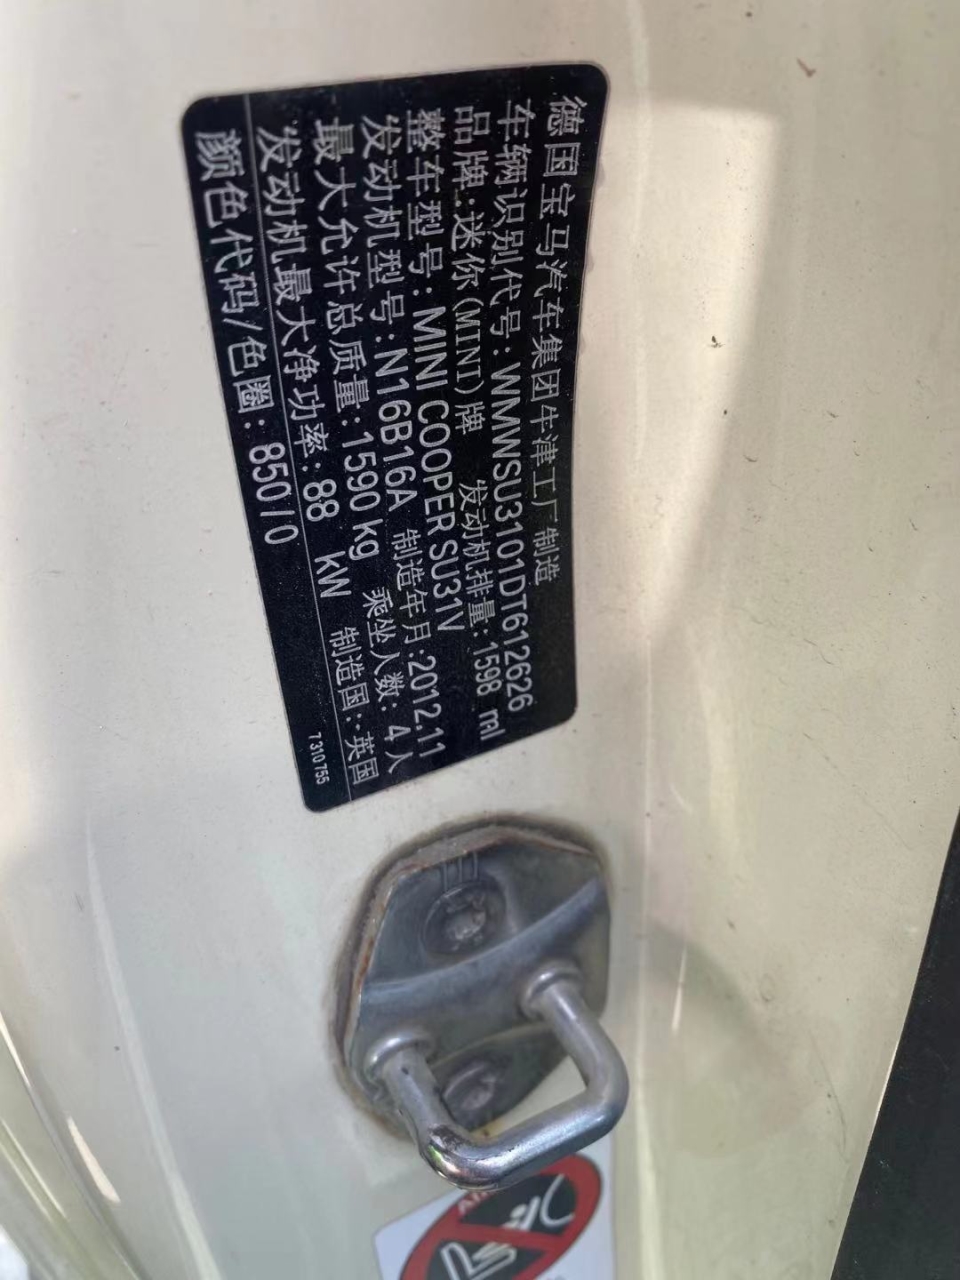 德国宝马汽车集团牛津工厂制造
车辆识别代号:WMWSU3101DT612626
品牌:迷你(MINI)牌 发动机排量:1598 ml
整车型号:MINI COOPER SU31V
发动机型号:N16B16A 制造年月:2012.11
最大允许总质量:1590 kg 乘坐人数:4人
发动机最大净功率:88 kW 制造国:英国
颜色代码/色圈:850/0
7 310 755